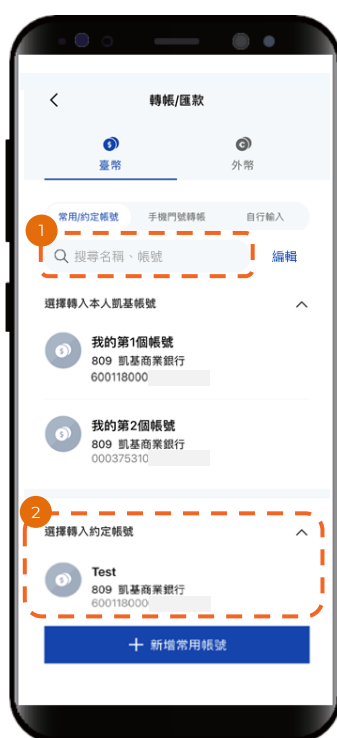 轉帳/匯款
臺幣
外幣
常用/約定帳號
手機門號轉帳
自行輸入
1
搜尋名稱、帳號
編輯
選擇轉入本人凱基帳號
我的第1個帳號
809 凱基商業銀行
600118000
我的第2個帳號
809 凱基商業銀行
000375310
2
選擇轉入約定帳號
Test
809 凱基商業銀行
600118000
新增常用帳號